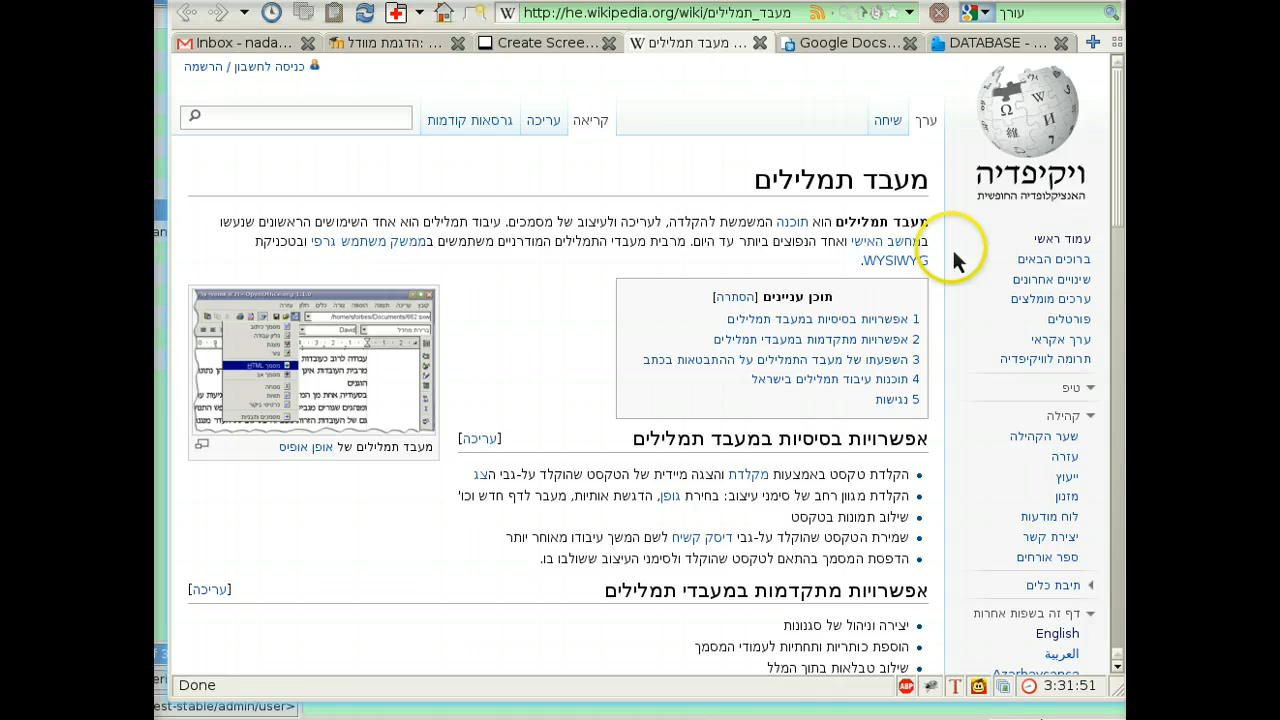 http://he.wikipedia.org/wiki/מעבד_תמלילים
עורך
Inbox - nada...
הדגמת מוודל: ...
Create Scree...
מעבד תמלילים ...
Google Docs...
DATABASE - ...
כניסה לחשבון / הרשמה
ערך
שיחה
קריאה
עריכה
גרסאות קודמות
ויקיפדיה
האנציקלופדיה החופשית
מעבד תמלילים
מעבד תמלילים הוא תוכנה המשמשת להקלדה, לעריכה ולעיצוב של מסמכים. עיבוד תמלילים הוא אחד השימושים הראשונים שנעשו
במחשב האישי ואחד הנפוצים ביותר עד היום. מרבית מעבדי התמלילים המודרניים משתמשים בממשק משתמש גרפי ובטכניקת
WYSIWYG.
תוכן עניינים [הסתרה]
1 אפשרויות בסיסיות במעבד תמלילים
2 אפשרויות מתקדמות במעבדי תמלילים
3 השפעתו של מעבד התמלילים על ההתבטאות בכתב
4 תוכנות עיבוד תמלילים בישראל
5 נגישות
מעבד תמלילים של אופן אופיס
אפשרויות בסיסיות במעבד תמלילים
[עריכה]
הקלדת טקסט באמצעות מקלדת והצגה מיידית של הטקסט שהוקלד על-גבי הצג
הקלדת מגוון רחב של סימני עיצוב: בחירת גופן, הדגשת אותיות, מעבר לדף חדש וכו'
שילוב תמונות בטקסט
שמירת הטקסט שהוקלד על-גבי דיסק קשיח לשם המשך עיבודו מאוחר יותר
הדפסת המסמך בהתאם לטקסט שהוקלד ולסימני העיצוב ששולבו בו.
אפשרויות מתקדמות במעבדי תמלילים
[עריכה]
יצירה וניהול של סגנונות
הוספת כותריות ותחתיות לעמודי המסמך
שילוב טבלאות בתוך המלל
עמוד ראשי
ברוכים הבאים
שינויים אחרונים
ערכים מומלצים
פורטלים
ערך אקראי
תרומה לוויקיפדיה
טיפ
קהילה
שער הקהילה
עזרה
ייעוץ
מזנון
לוח מודעות
יצירת קשר
ספר אורחים
תיבת כלים
דף זה בשפות אחרות
English
العربية
Azərbaycanca
Done
3:31:51
est-stable/admin/user>